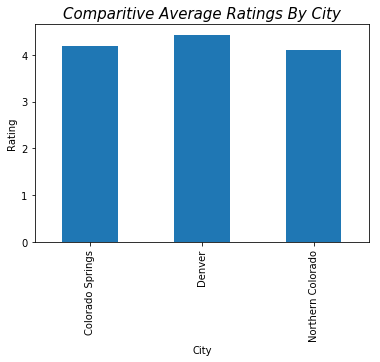 Comparitive Average Ratings By City
4
3
2
1
0
Rating
Colorado Springs
Denver
Northern Colorado
City